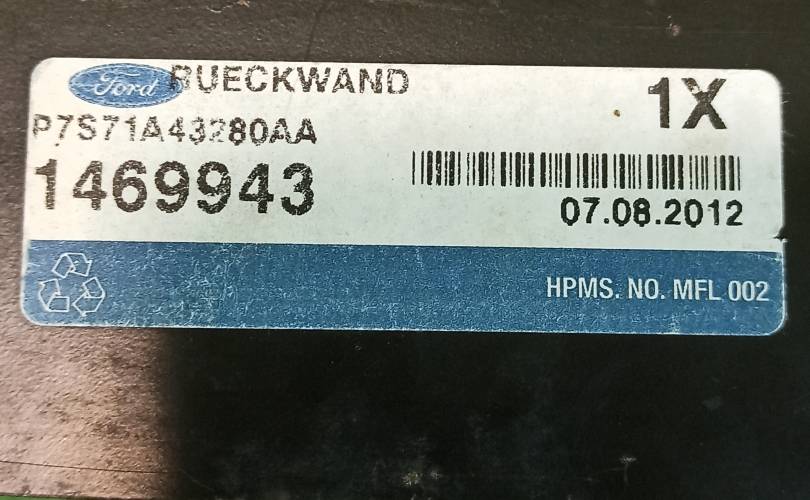 Ford RUECKWAND
1X
P7S71A43280AA
1469943
07.08.2012
HPMS. NO. MFL 002